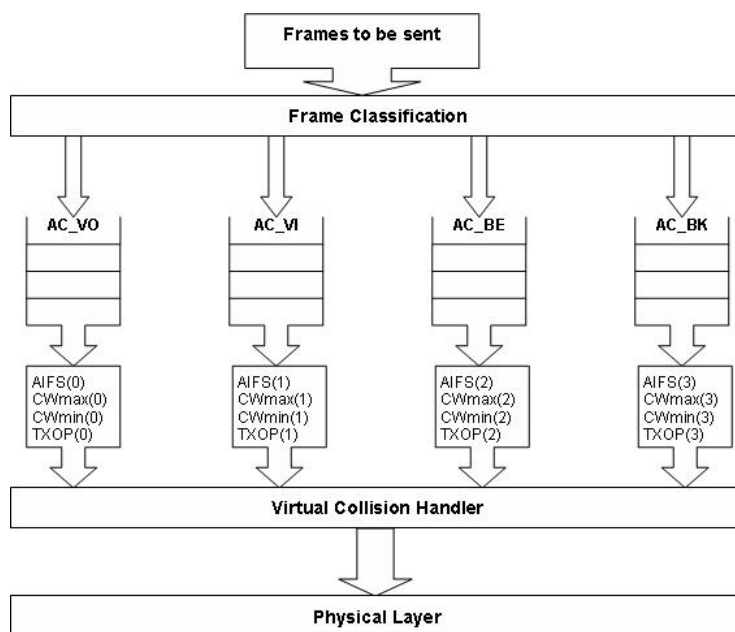 Frames to be sent
Frame Classification
AC_VO
AC_VI
AC_BE
AC_BK
AIFS(0)
CWmax(0)
CWmin(0)
TXOP(0)
AIFS(1)
CWmax(1)
CWmin(1)
TXOP(1)
AIFS(2)
CWmax(2)
CWmin(2)
TXOP(2)
AIFS(3)
CWmax(3)
CWmin(3)
TXOP(3)
Virtual Collision Handler
Physical Layer